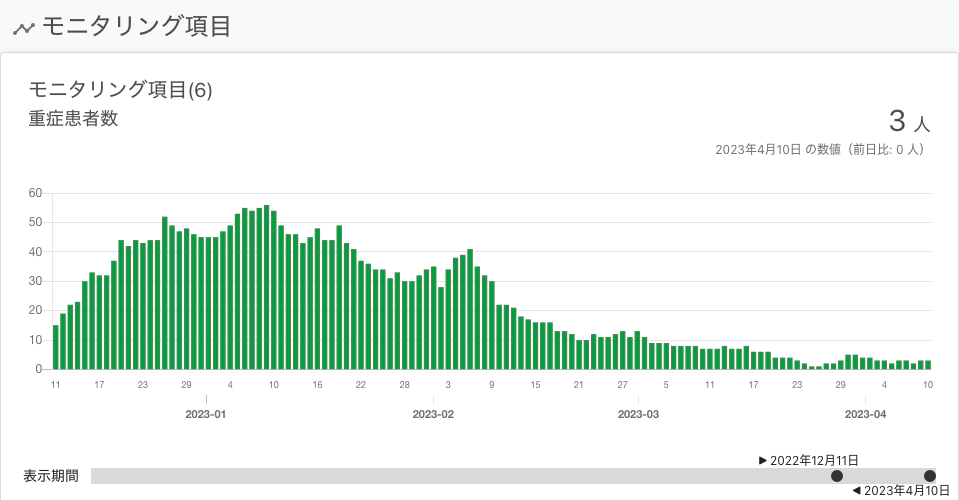 モニタリング項目
モニタリング項目(6)
重症患者数
3 人
2023年4月10日 の数値（前日比: 0 人）
60
50
40
30
20
10
0
11 17 23 29 4 10 16 22 28 3 9 15 21 27 5 11 17 23 29 4 10
2023-01 2023-02 2023-03 2023-04
▶ 2022年12月11日
表示期間
◀ 2023年4月10日